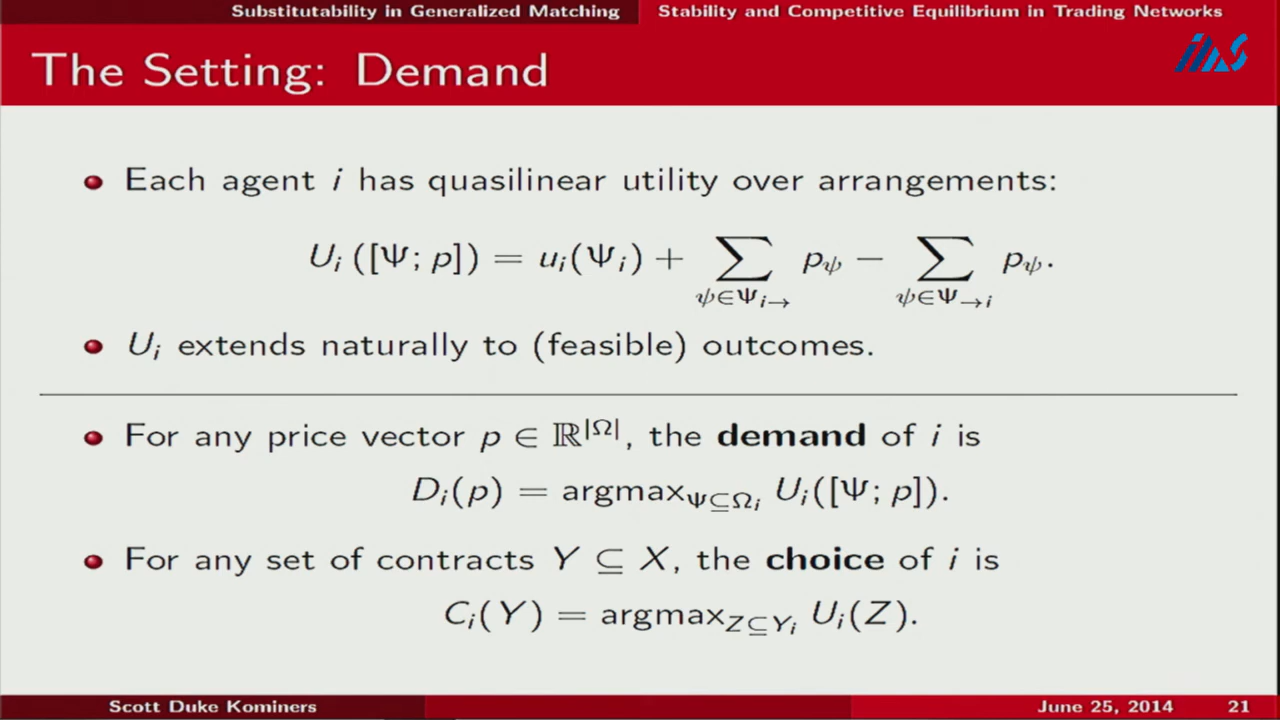 Substitutability in Generalized Matching Stability and Competitive Equilibrium in Trading Networks
The Setting: Demand
ims
Each agent i has quasilinear utility over arrangements:
U_i([Ψ; p]) = u_i(Ψ_i) + ∑_{ψ∈Ψ_{i→}} p_ψ − ∑_{ψ∈Ψ_{→i}} p_ψ.
U_i extends naturally to (feasible) outcomes.
For any price vector p ∈ ℝ^{|Ω|}, the demand of i is
D_i(p) = argmax_{Ψ⊆Ω_i} U_i([Ψ; p]).
For any set of contracts Y ⊆ X, the choice of i is
C_i(Y) = argmax_{Z⊆Y_i} U_i(Z).
Scott Duke Kominers June 25, 2014 21